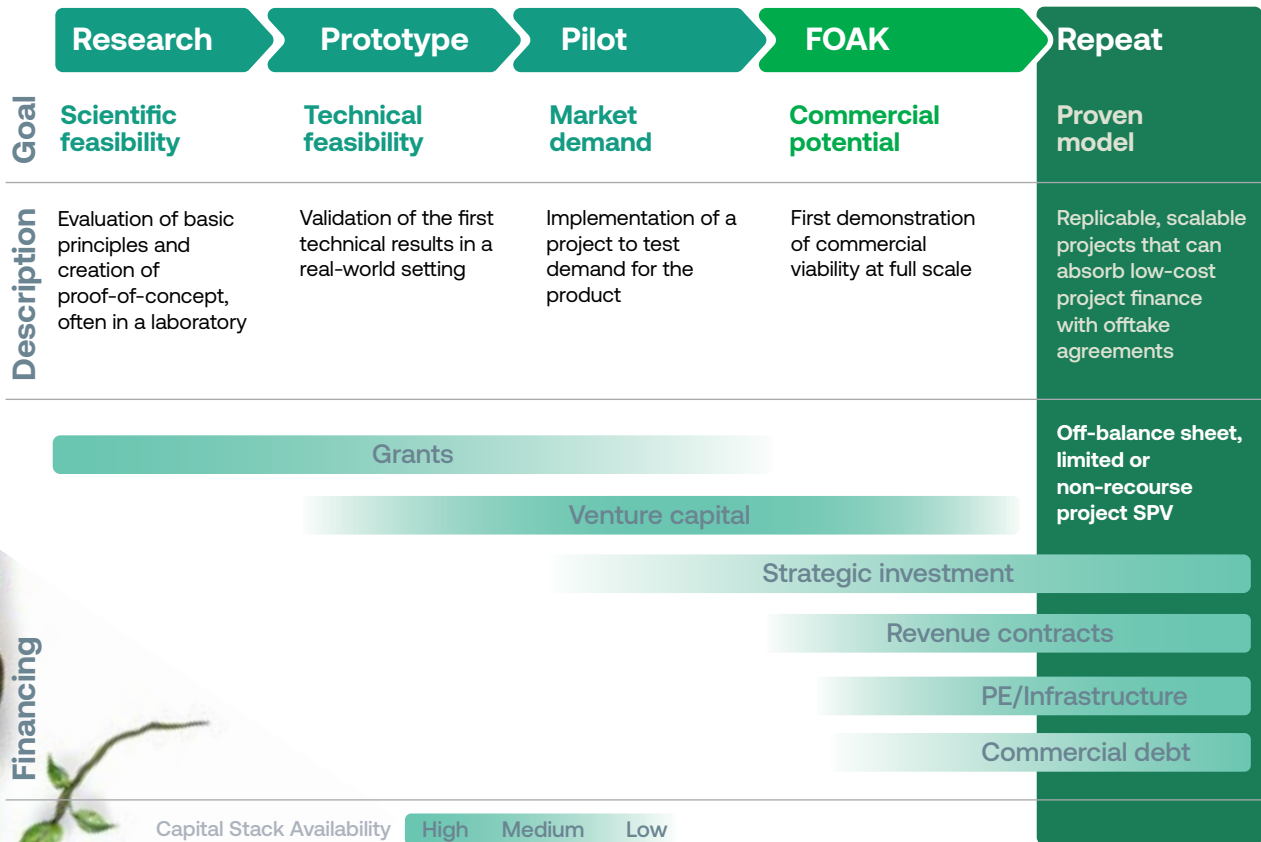 Research
Prototype
Pilot
FOAK
Repeat
Goal
Scientific
feasibility
Technical
feasibility
Market
demand
Commercial
potential
Proven
model
Description
Evaluation of basic
principles and
creation of
proof-of-concept,
often in a laboratory
Validation of the first
technical results in a
real-world setting
Implementation of a
project to test
demand for the
product
First demonstration
of commercial
viability at full scale
Replicable, scalable
projects that can
absorb low-cost
project finance
with offtake
agreements
Financing
Grants
Venture capital
Strategic investment
Revenue contracts
PE/Infrastructure
Commercial debt
Off-balance sheet,
limited or
non-recourse
project SPV
Capital Stack Availability
High
Medium
Low